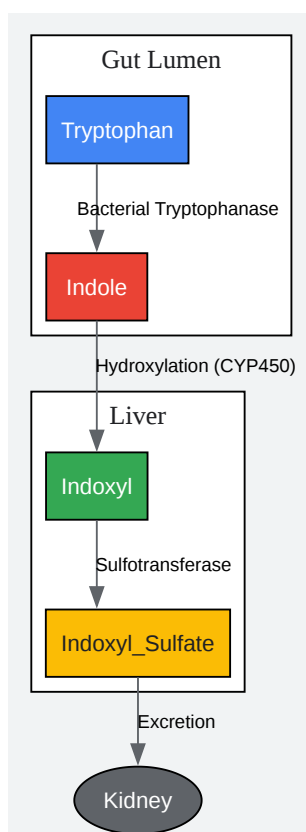 Gut Lumen
Tryptophan
Bacterial Tryptophanase
Indole
Hydroxylation (CYP450)
Liver
Indoxyl
Sulfotransferase
Indoxyl_Sulfate
Excretion
Kidney